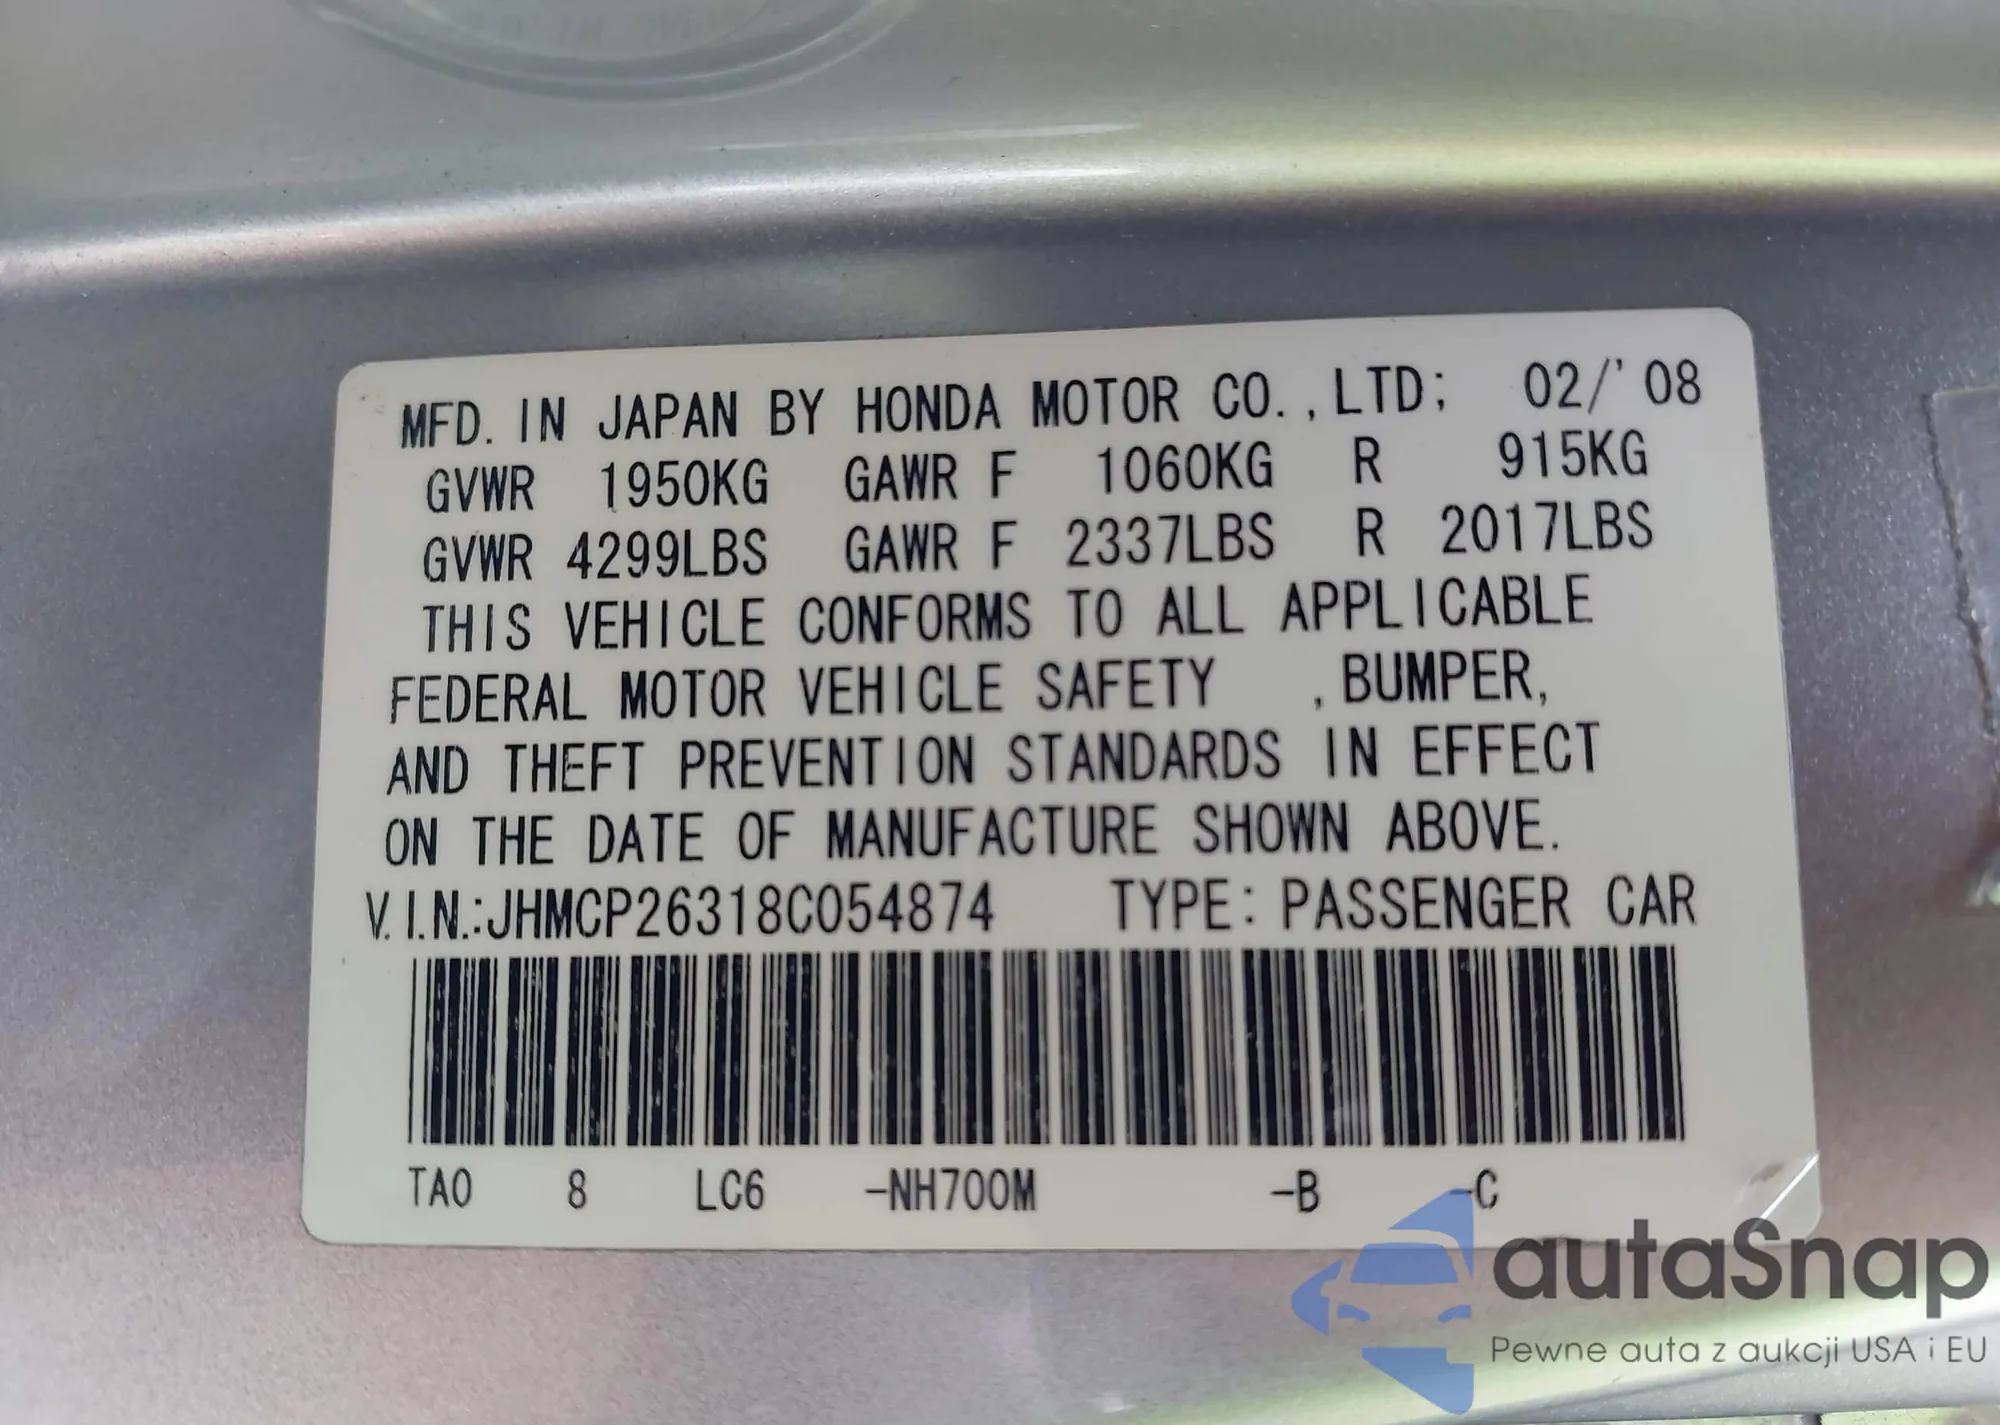 MFD. IN JAPAN BY HONDA MOTOR CO.,LTD; 02/'08
GVWR 1950KG GAWR F 1060KG R 915KG
GVWR 4299LBS GAWR F 2337LBS R 2017LBS
THIS VEHICLE CONFORMS TO ALL APPLICABLE
FEDERAL MOTOR VEHICLE SAFETY , BUMPER,
AND THEFT PREVENTION STANDARDS IN EFFECT
ON THE DATE OF MANUFACTURE SHOWN ABOVE.
V.I.N.:JHMCP26318C054874 TYPE: PASSENGER CAR
TA0 8 LC6 -NH700M -B -C
autaSnap
Pewne auta z aukcji USA i EU